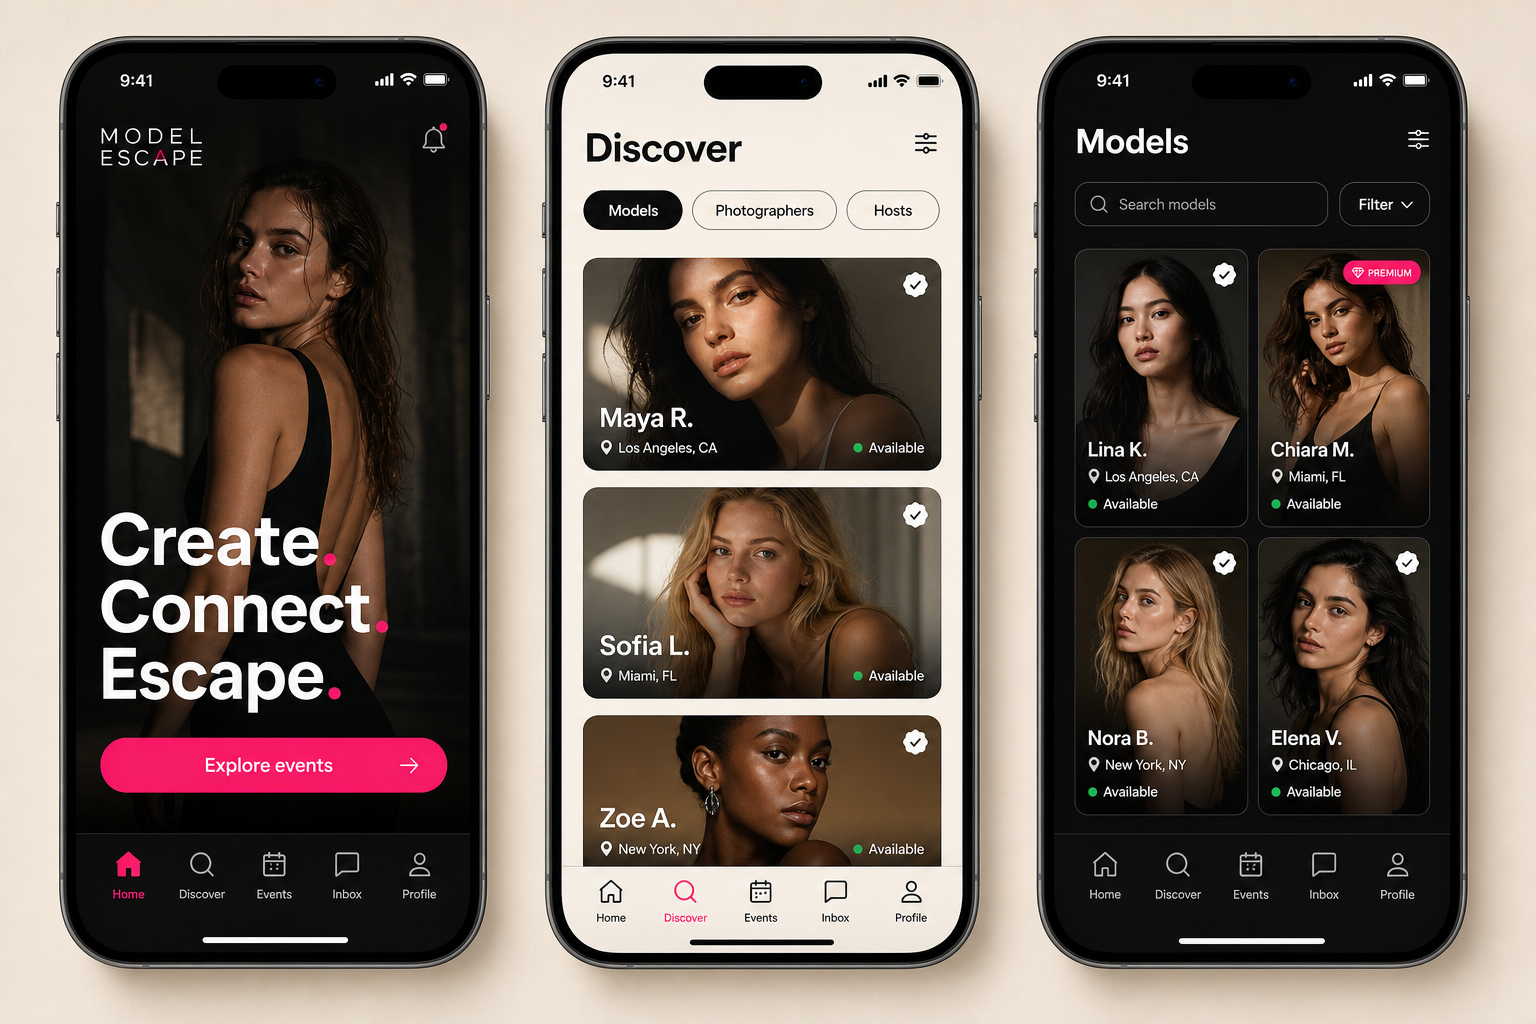 9:41
MODEL
ESCAPE
Create.
Connect.
Escape.
Explore events
Home
Discover
Events
Inbox
Profile
9:41
Discover
Models
Photographers
Hosts
Maya R.
Los Angeles, CA
Available
Sofia L.
Miami, FL
Available
Zoe A.
New York, NY
Available
Home
Discover
Events
Inbox
Profile
9:41
Models
Search models
Filter
Lina K.
Los Angeles, CA
Available
PREMIUM
Chiara M.
Miami, FL
Available
Nora B.
New York, NY
Available
Elena V.
Chicago, IL
Available
Home
Discover
Events
Inbox
Profile